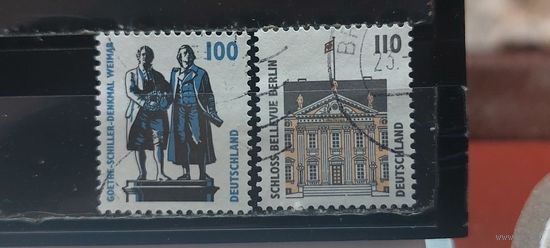 GOETHE-SCHILLER-DENKMAL WEIMAR
100
DEUTSCHLAND
SCHLOSS BELLEVUE BERLIN
110
DEUTSCHLAND